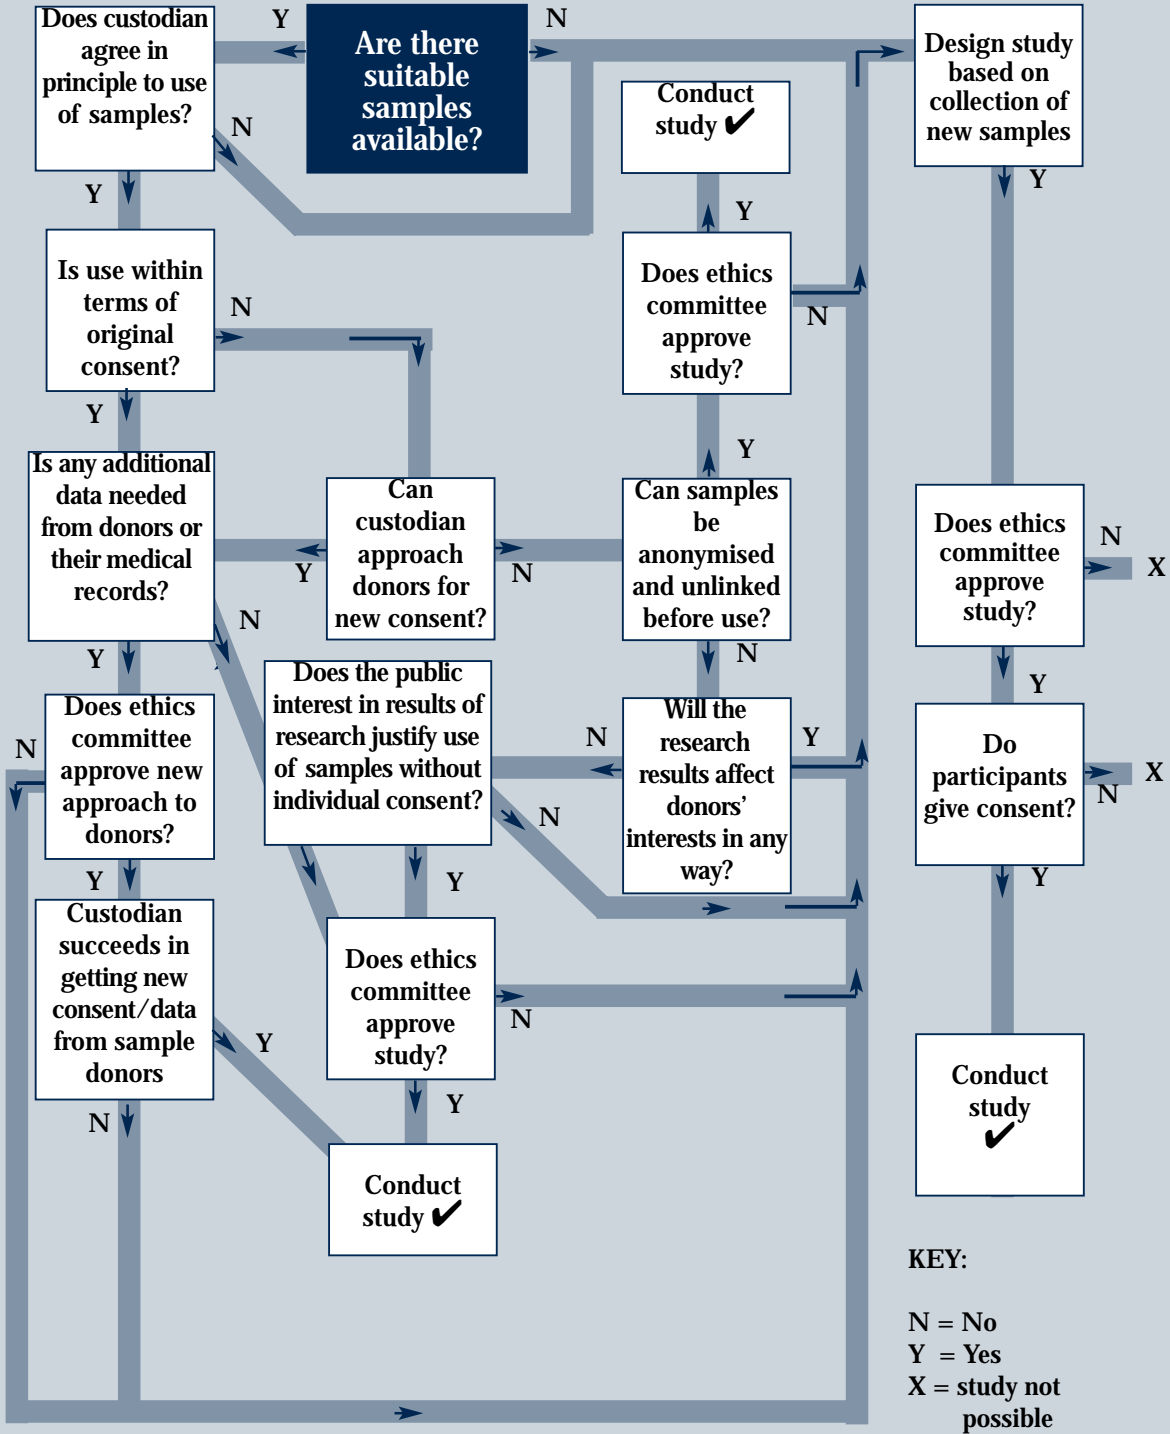 Does custodian
agree in
principle to use
of samples?
Y
Are there
suitable
samples
available?
N
Design study
based on
collection of
new samples
Conduct
study ✔
N
Y
Y
Y
Is use within
terms of
original
consent?
N
Does ethics
committee
approve
study?
N
Y
Y
Is any additional
data needed
from donors or
their medical
records?
Can
custodian
approach
donors for
new consent?
Y
N
Can samples
be
anonymised
and unlinked
before use?
Does ethics
committee
approve
study?
N
X
N
Y
N
Y
Does ethics
committee
approve new
approach to
donors?
N
Does the public
interest in results of
research justify use
of samples without
individual consent?
N
Will the
research
results affect
donors'
interests in any
way?
Y
Do
participants
give consent?
N
X
N
Y
Y
Y
Custodian
succeeds in
getting new
consent/data
from sample
donors
Y
Does ethics
committee
approve
study?
N
N
Y
Conduct
study ✔
Conduct
study
✔
KEY:
N = No
Y = Yes
X = study not
possible